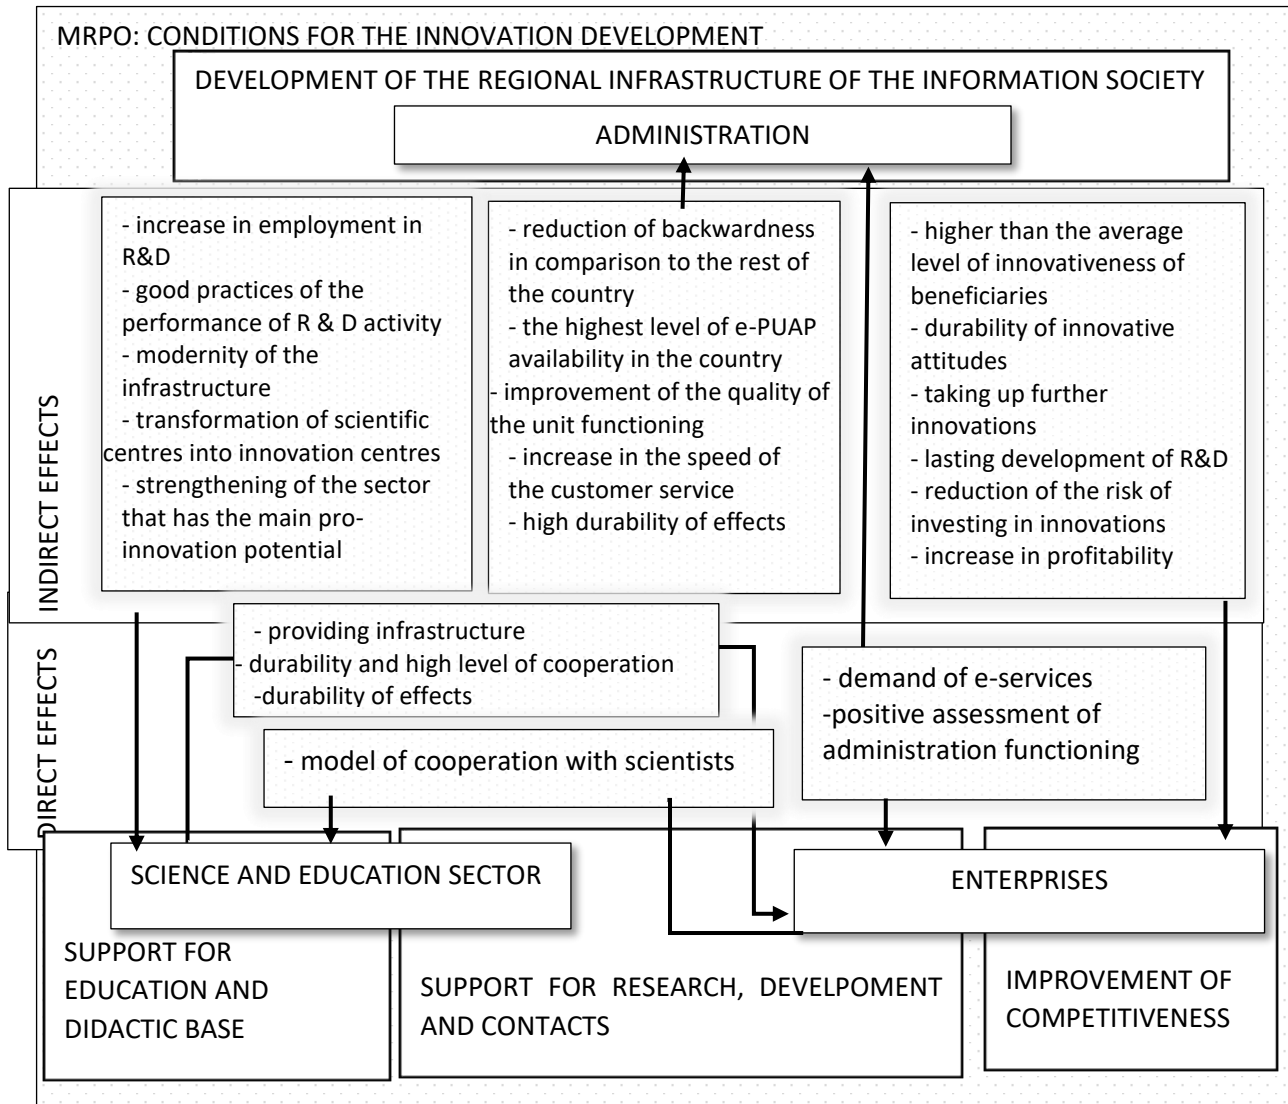 MRPO: CONDITIONS FOR THE INNOVATION DEVELOPMENT
DEVELOPMENT OF THE REGIONAL INFRASTRUCTURE OF THE INFORMATION SOCIETY
ADMINISTRATION
INDIRECT EFFECTS
- increase in employment in
R&D
- good practices of the
performance of R & D activity
- modernity of the
infrastructure
- transformation of scientific
centres into innovation centres
- strengthening of the sector
that has the main pro-
innovation potential
- reduction of backwardness
in comparison to the rest of
the country
- the highest level of e-PUAP
availability in the country
- improvement of the quality of
the unit functioning
- increase in the speed of
the customer service
- high durability of effects
- higher than the average
level of innovativeness of
beneficiaries
- durability of innovative
attitudes
- taking up further
innovations
- lasting development of R&D
- reduction of the risk of
investing in innovations
- increase in profitability
DIRECT EFFECTS
- providing infrastructure
- durability and high level of cooperation
-durability of effects
- model of cooperation with scientists
- demand of e-services
-positive assessment of
administration functioning
SCIENCE AND EDUCATION SECTOR
ENTERPRISES
SUPPORT FOR
EDUCATION AND
DIDACTIC BASE
SUPPORT FOR RESEARCH, DEVELPOMENT
AND CONTACTS
IMPROVEMENT OF
COMPETITIVENESS